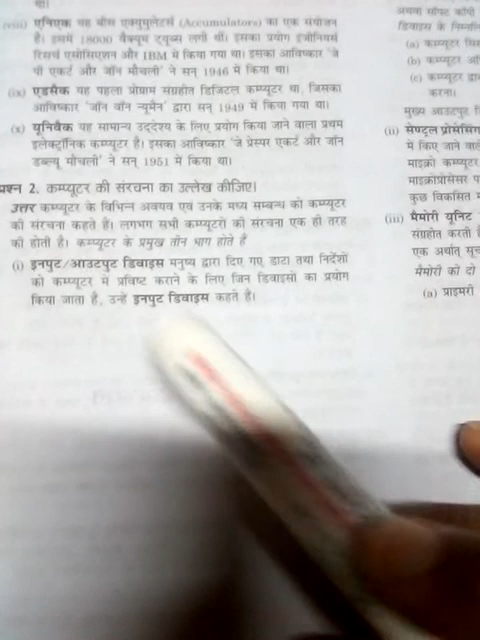 था।
(viii) एनिएक यह बीस एक्युमुलेटर्स (Accumulators) का एक संयोजन
है। इसमें 18000 वैक्यूम ट्यूब्स लगी थीं। इसका प्रयोग इंजीनियर्स
रिसर्च एसोसिएशन और IBM में किया गया था। इसका आविष्कार 'जे
पी एकर्ट और जॉन मौचली' ने सन् 1946 में किया था।
(ix) एडसैक यह पहला प्रोग्राम संग्रहीत डिजिटल कम्प्यूटर था, जिसका
आविष्कार 'जॉन वॉन न्यूमैन' द्वारा सन् 1949 में किया गया था।
(x) यूनिवैक यह सामान्य उद्देश्य के लिए प्रयोग किया जाने वाला प्रथम
इलेक्ट्रॉनिक कम्प्यूटर है। इसका आविष्कार 'जे प्रेस्पर एकर्ट और जॉन
डब्ल्यू मौचली' ने सन् 1951 में किया था।
प्रश्न 2. कम्प्यूटर की संरचना का उल्लेख कीजिए।
उत्तर कम्प्यूटर के विभिन्न अवयव एवं उनके मध्य सम्बन्ध को कम्प्यूटर
की संरचना कहते हैं। लगभग सभी कम्प्यूटरों की संरचना एक ही तरह
की होती है। कम्प्यूटर के प्रमुख तीन भाग होते हैं
(i) इनपुट/आउटपुट डिवाइस मनुष्य द्वारा दिए गए डाटा तथा निर्देशों
को कम्प्यूटर में प्रविष्ट कराने के लिए जिन डिवाइसों का प्रयोग
किया जाता है, उन्हें इनपुट डिवाइस कहते हैं।
अथवा सॉफ्ट कॉपी
डिवाइस के निम्नलि
(a) कम्प्यूटर
(b) कम्प्यूटर
(c) कम्प्यूटर
करना।
मुख्य आउटपुट
(ii) सेण्ट्रल प्रोसेसिंग
में किए जाने
माइक्रो कम्प्यूटर
माइक्रोप्रोसेसर
कुछ विकसित
(iii) मैमोरी यूनिट
संग्रहीत करती
एक अर्थात्
मैमोरी को दो
(a) प्राइमरी